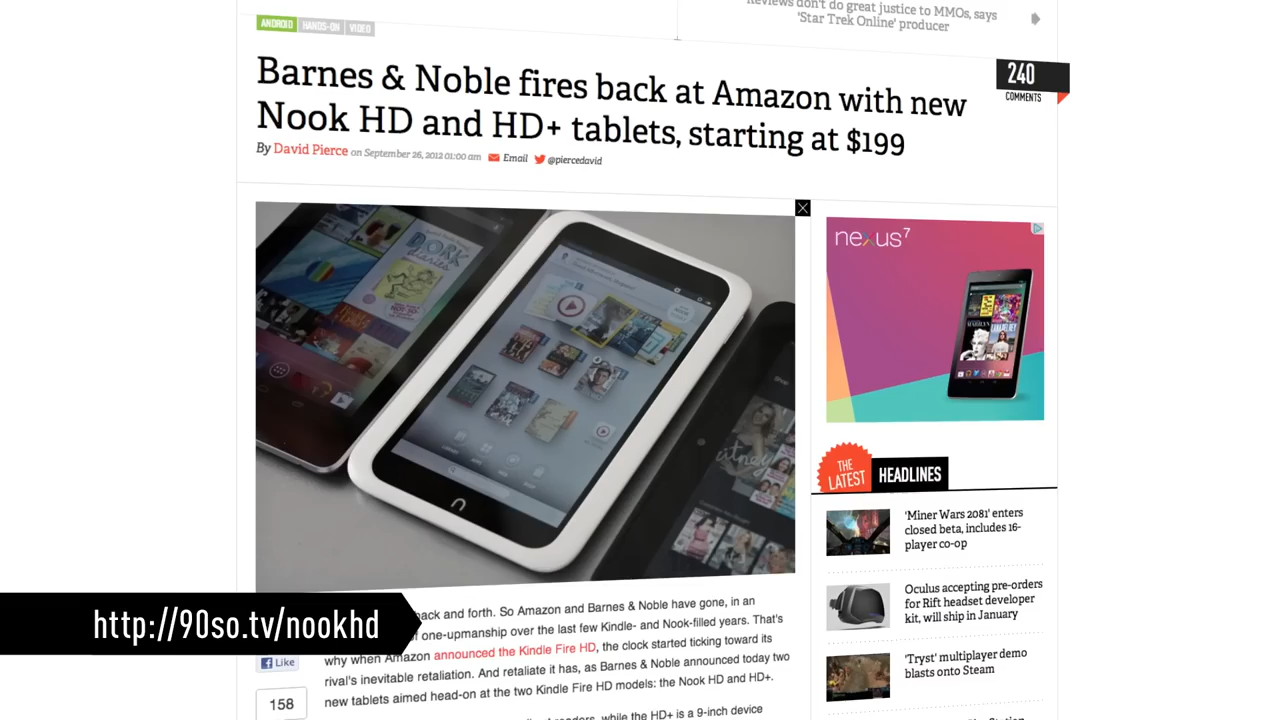 Reviews don't do great justice to MMOs, says
'Star Trek Online' producer
ANDROID HANDS-ON VIDEO
Barnes & Noble fires back at Amazon with new
Nook HD and HD+ tablets, starting at $199
240
COMMENTS
By David Pierce on September 26, 2012 01:00 am Email @piercedavid
nexus 7
DORK
diaries
THE
LATEST
HEADLINES
'Miner Wars 2081' enters
closed beta, includes 16-
player co-op
Oculus accepting pre-orders
for Rift headset developer
kit, will ship in January
'Tryst' multiplayer demo
blasts onto Steam
http://90so.tv/nookhd
back and forth. So Amazon and Barnes & Noble have gone, in an
one-upmanship over the last few Kindle- and Nook-filled years. That's
why when Amazon announced the Kindle Fire HD, the clock started ticking toward its
rival's inevitable retaliation. And retaliate it has, as Barnes & Noble announced today two
new tablets aimed head-on at the two Kindle Fire HD models: the Nook HD and HD+.
Like
158
while the HD+ is a 9-inch device